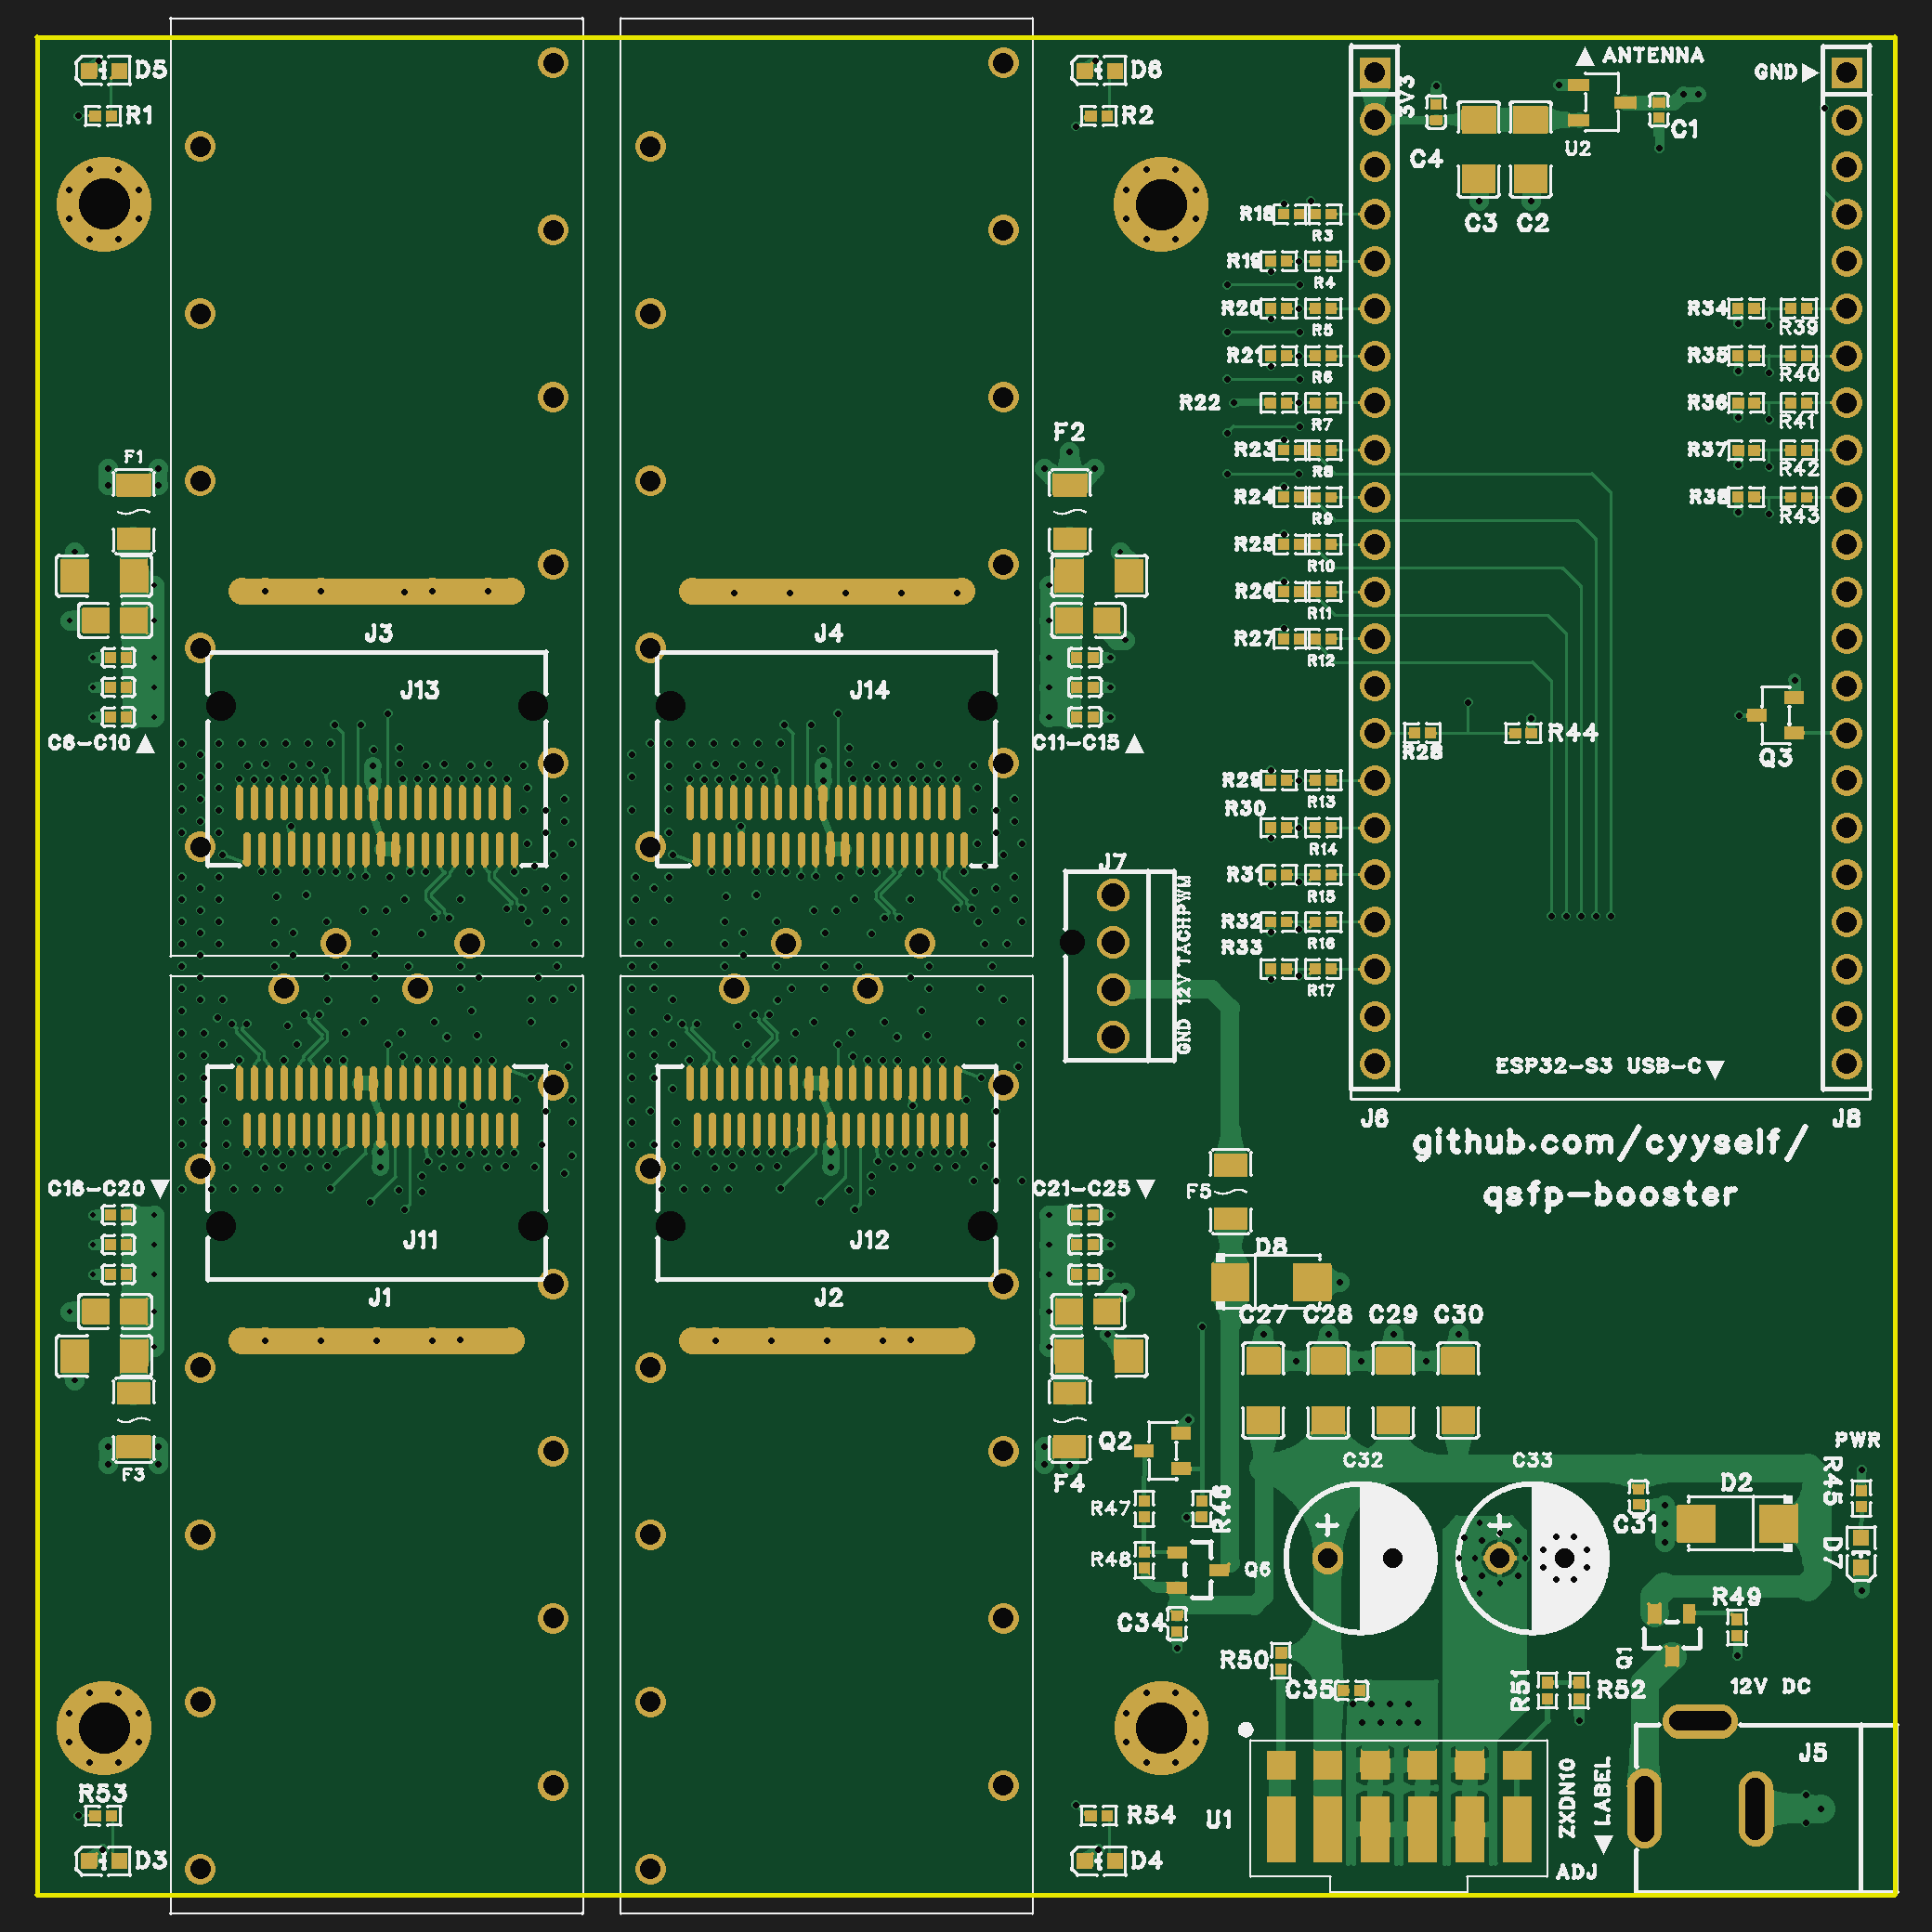 D5
R1
D6
R2
3V3
▲ ANTENNA
GND▶
C4
U2
C1
C3
C2
R18
R3
R19
R4
R20
R5
R21
R6
R22
R7
R23
R8
R24
R9
R25
R10
R26
R11
R27
R12
R34
R39
R35
R40
R36
R41
R37
R42
R38
R43
F1
F2
J3
J4
J13
J14
C6-C10 ▲
C11-C15 ▲
R28
R44
Q3
R29
R13
R30
R14
R31
R15
R32
R16
R33
R17
J7
GND 12V TACHPWM
ESP32-S3 USB-C▼
J6
J8
github.com/cyyself/
qsfp-booster
C16-C20▼
C21-C25▼
F5
J11
J12
J1
J2
D8
C27 C28 C29 C30
F3
F4
Q2
C32
C33
PWR
R45
D2
R47
R46
C31
D7
R48
Q6
R49
C34
R50
C35
Q1
R51
R52
12V DC
J5
R53
R54
U1
ZXDN10
▼LABEL
ADJ
D3
D4